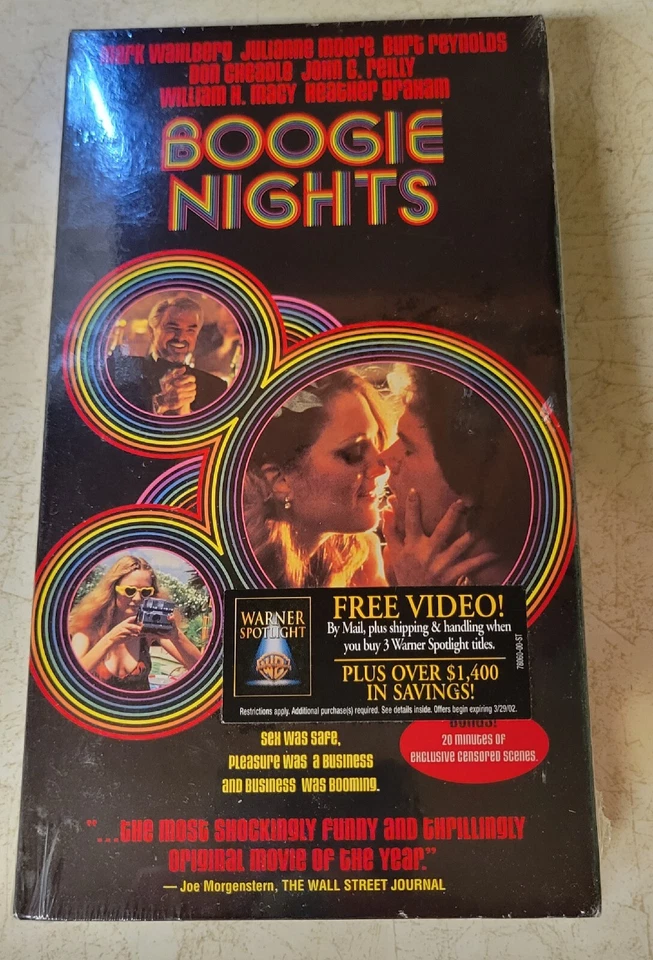 Mark Wahlberg Julianne Moore Burt Reynolds
Don Cheadle John C. Reilly
William H. Macy Heather Graham
BOOGIE
NIGHTS
WARNER
SPOTLIGHT
WB
FREE VIDEO!
By Mail, plus shipping & handling when
you buy 3 Warner Spotlight titles.
PLUS OVER $1,400
IN SAVINGS!
Restrictions apply. Additional purchase(s) required. See details inside. Offers begin expiring 3/29/02.
78060-00-ST
BONUS!
20 minutes of
exclusive censored scenes.
Sex was safe,
pleasure was a business
and business was booming.
"...the most shockingly funny and thrillingly
original movie of the year."
— Joe Morgenstern, THE WALL STREET JOURNAL